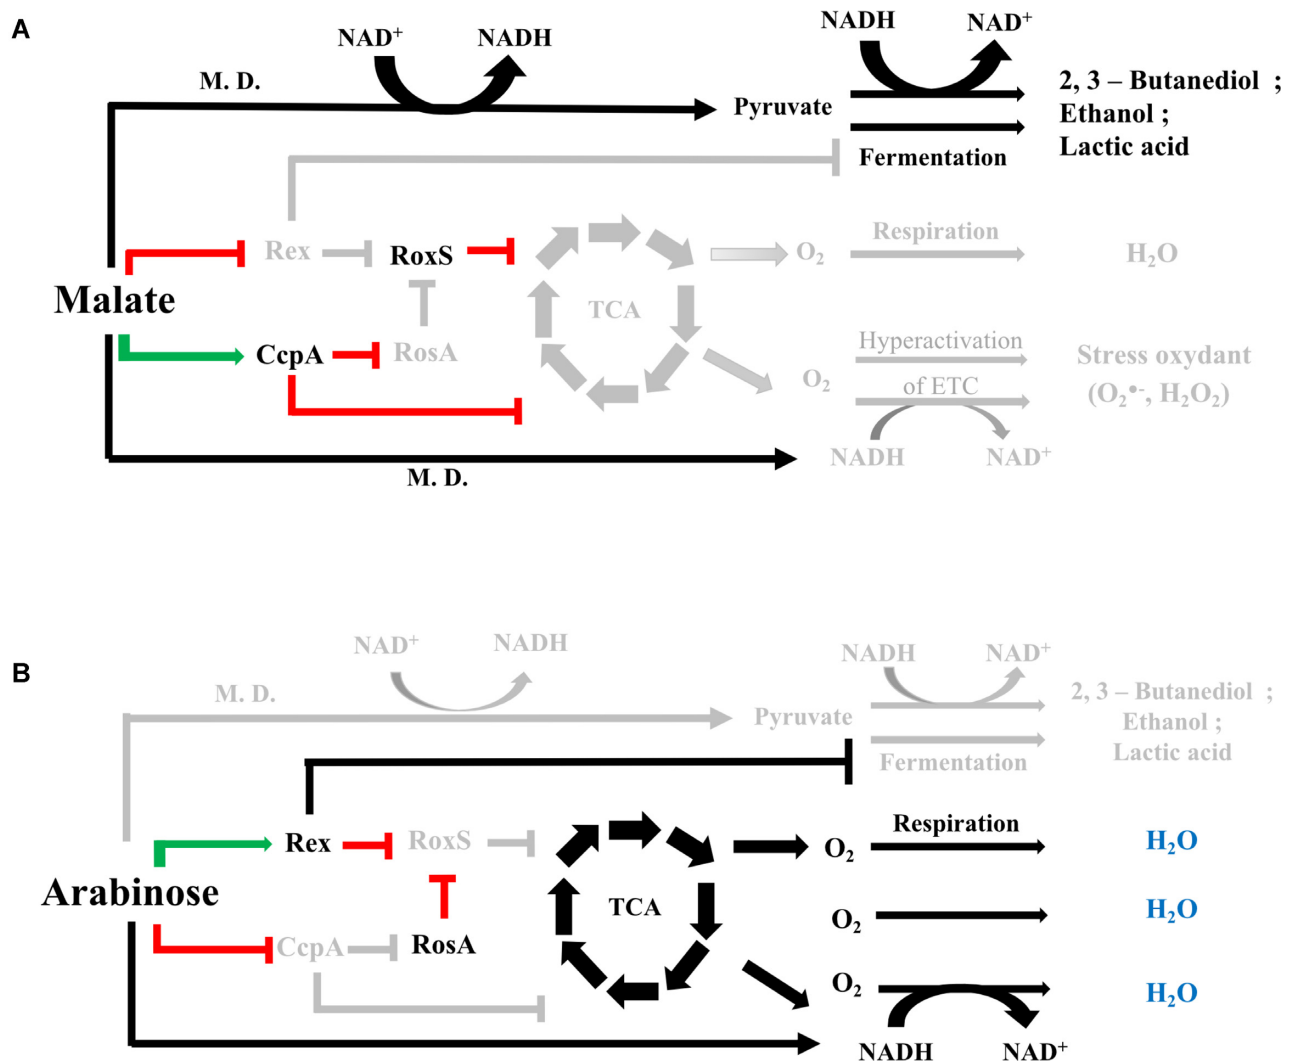 A
NAD⁺ NADH
NADH NAD⁺
M. D.
Pyruvate
2, 3 – Butanediol ;
Ethanol ;
Lactic acid
Fermentation
Rex
RoxS
TCA
O₂
Respiration
H₂O
Malate
CcpA
RosA
O₂
Hyperactivation
of ETC
Stress oxydant
(O₂•-, H₂O₂)
NADH NAD⁺
M. D.
B
NAD⁺ NADH
NADH NAD⁺
M. D.
Pyruvate
2, 3 – Butanediol ;
Ethanol ;
Lactic acid
Fermentation
Rex
RoxS
O₂
Respiration
H₂O
Arabinose
TCA
O₂
H₂O
CcpA
RosA
O₂
H₂O
NADH NAD⁺